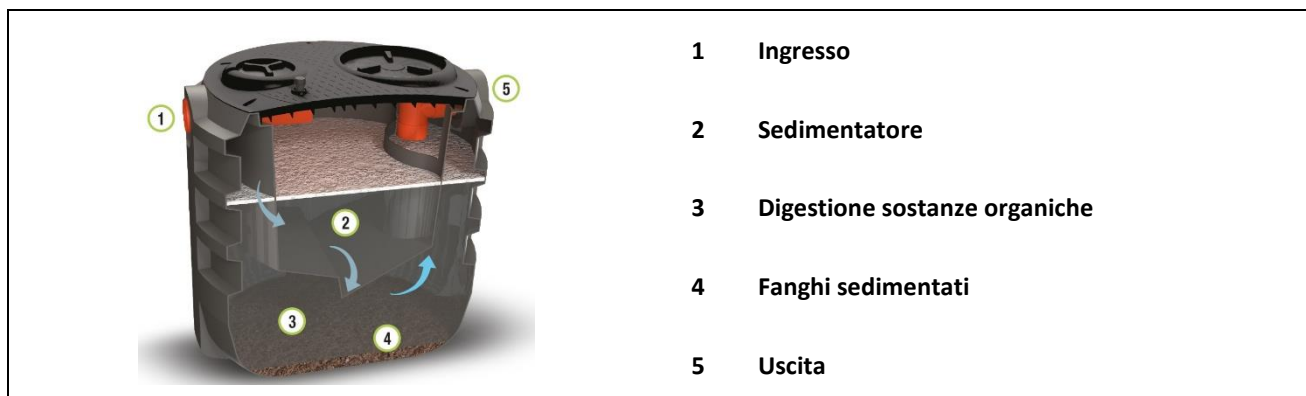 1 Ingresso
2 Sedimentatore
3 Digestione sostanze organiche
4 Fanghi sedimentati
5 Uscita
1
5
2
3
4